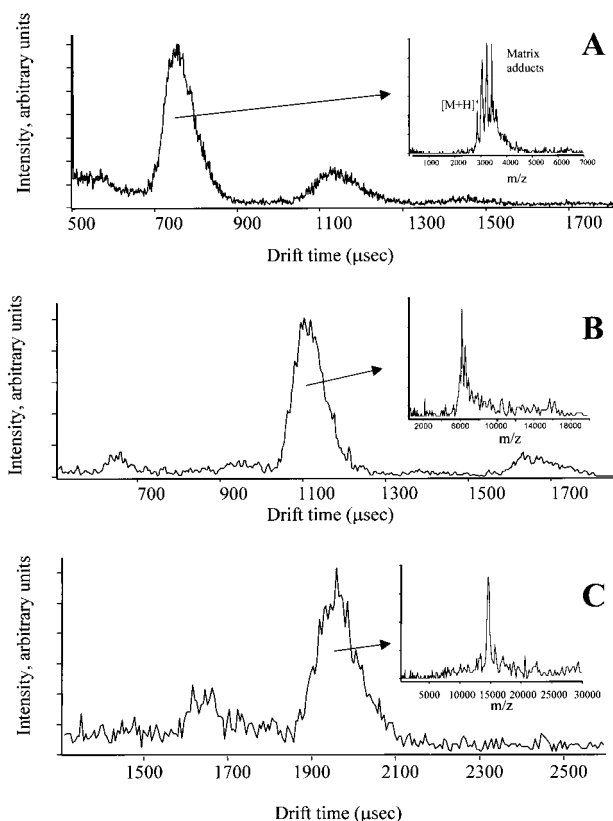 Intensity, arbitrary units
A
Matrix
adducts
[M+H]+
1000 2000 3000 4000 5000 6000 7000
m/z
500 700 900 1100 1300 1500 1700
Drift time (μsec)
Intensity, arbitrary units
B
2000 6000 10000 14000 18000
m/z
700 900 1100 1300 1500 1700
Drift time (μsec)
Intensity, arbitrary units
C
5000 10000 15000 20000 25000 30000
m/z
1500 1700 1900 2100 2300 2500
Drift time (μsec)